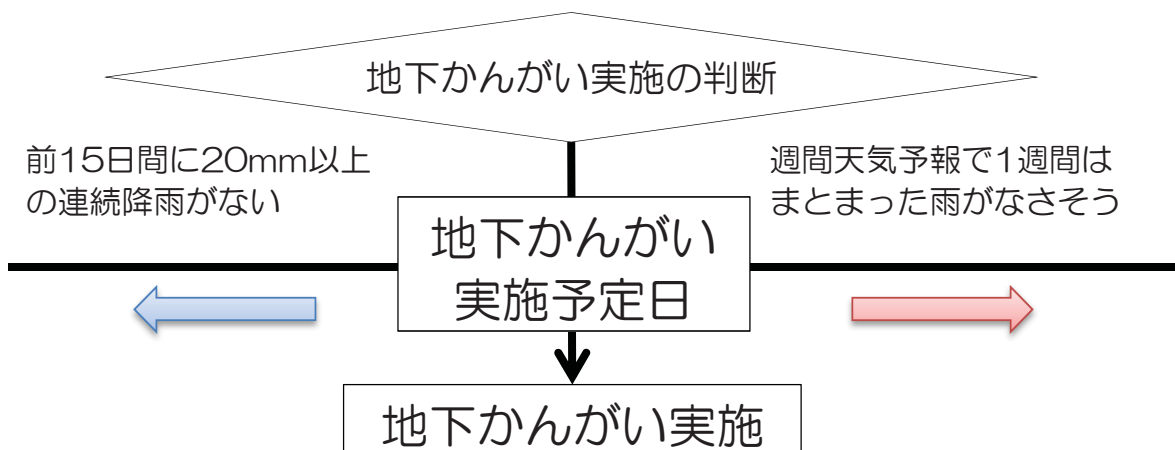 地下かんがい実施の判断
前15日間に20mm以上
の連続降雨がない
週間天気予報で1週間は
まとまった雨がなさそう
地下かんがい
実施予定日
地下かんがい実施